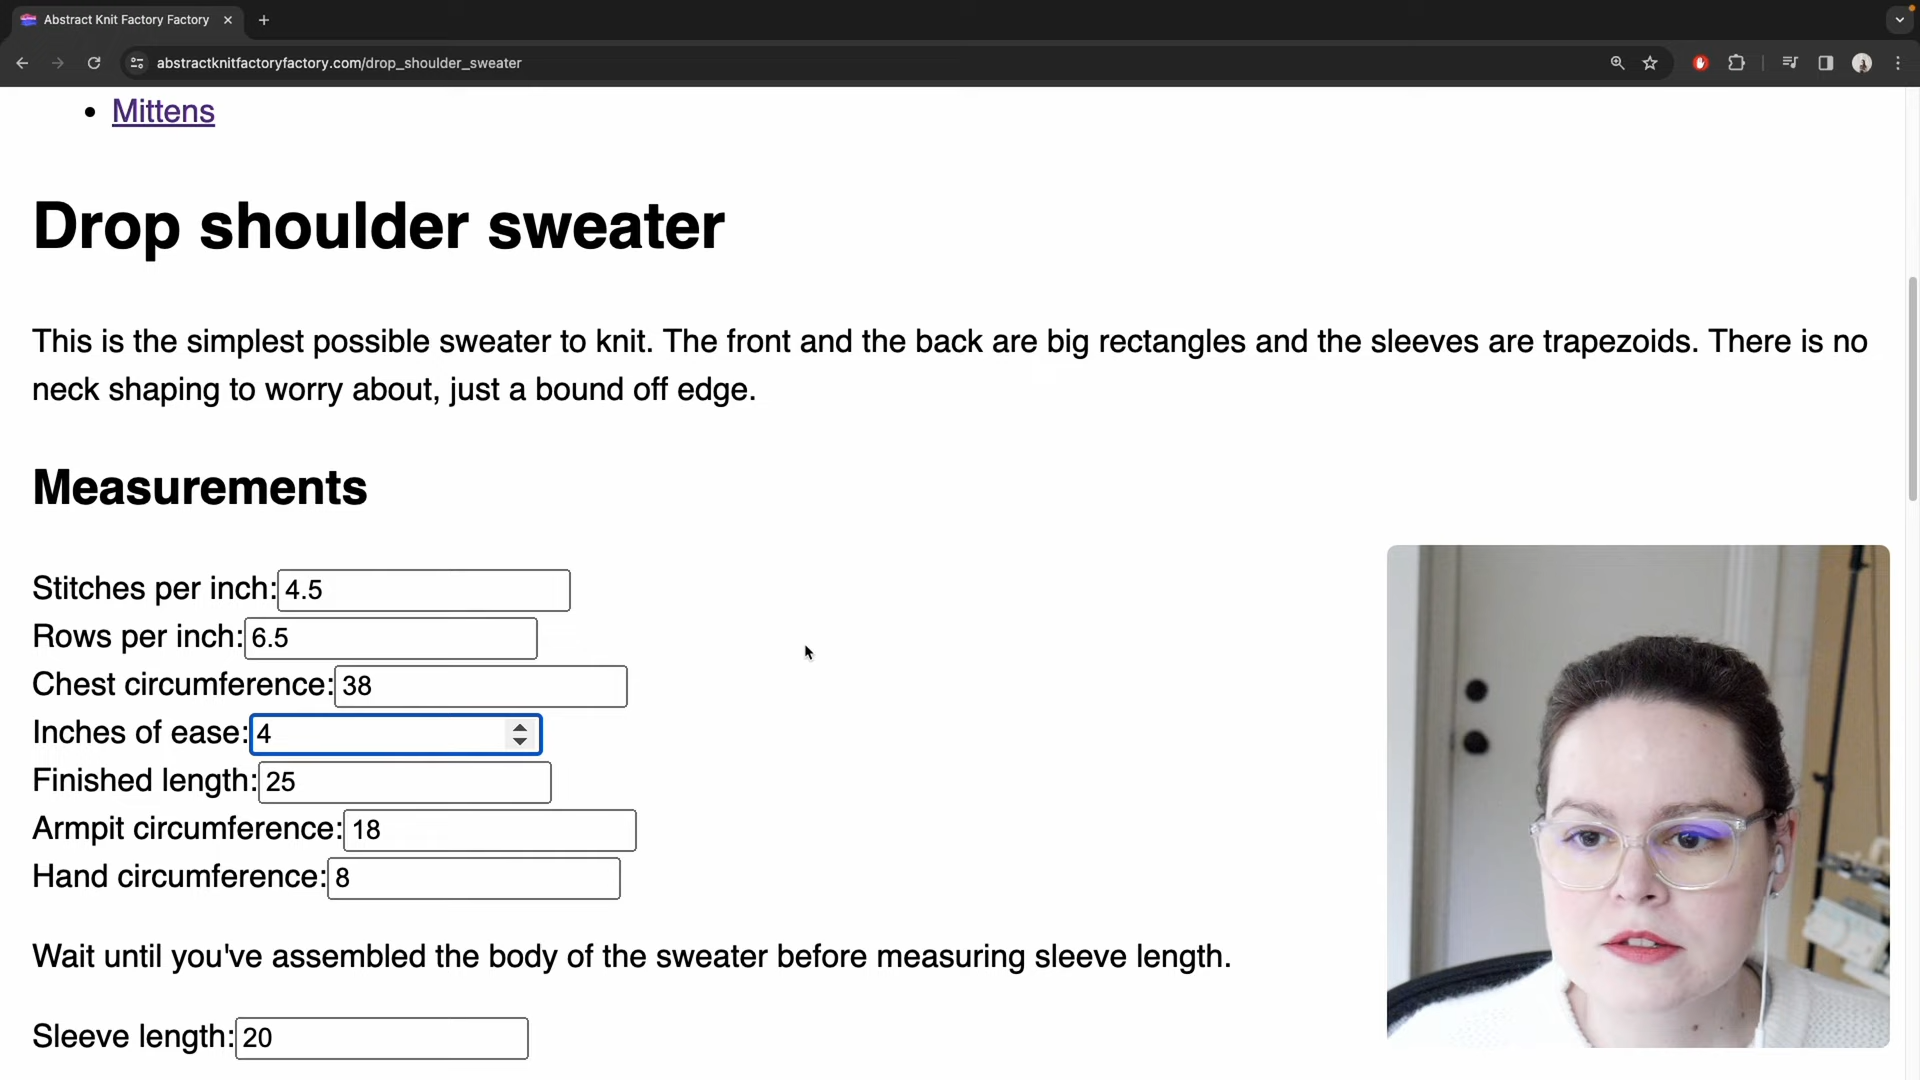 Abstract Knit Factory Factory
abstractknitfactoryfactory.com/drop_shoulder_sweater
Mittens
Drop shoulder sweater
This is the simplest possible sweater to knit. The front and the back are big rectangles and the sleeves are trapezoids. There is no
neck shaping to worry about, just a bound off edge.
Measurements
Stitches per inch: 4.5
Rows per inch: 6.5
Chest circumference: 38
Inches of ease: 4
Finished length: 25
Armpit circumference: 18
Hand circumference: 8
Wait until you've assembled the body of the sweater before measuring sleeve length.
Sleeve length: 20